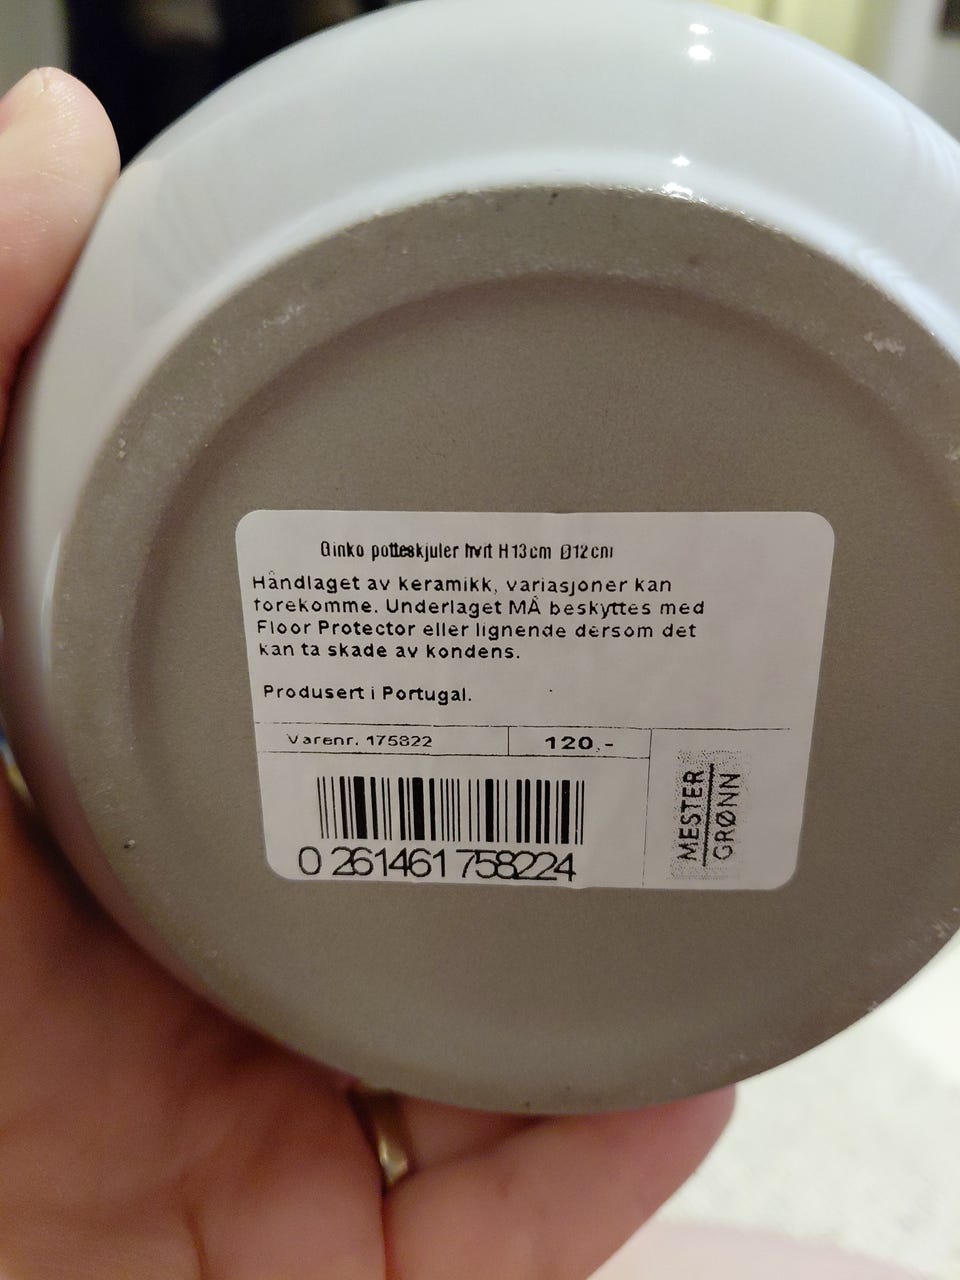 Ginko potteskjuler hvit H13cm Ø12cm
Håndlaget av keramikk, variasjoner kan
forekomme. Underlaget MÅ beskyttes med
Floor Protector eller lignende dersom det
kan ta skade av kondens.
Produsert i Portugal.
Varenr. 175822
120,-
0 261461 758224
MESTER
GRØNN